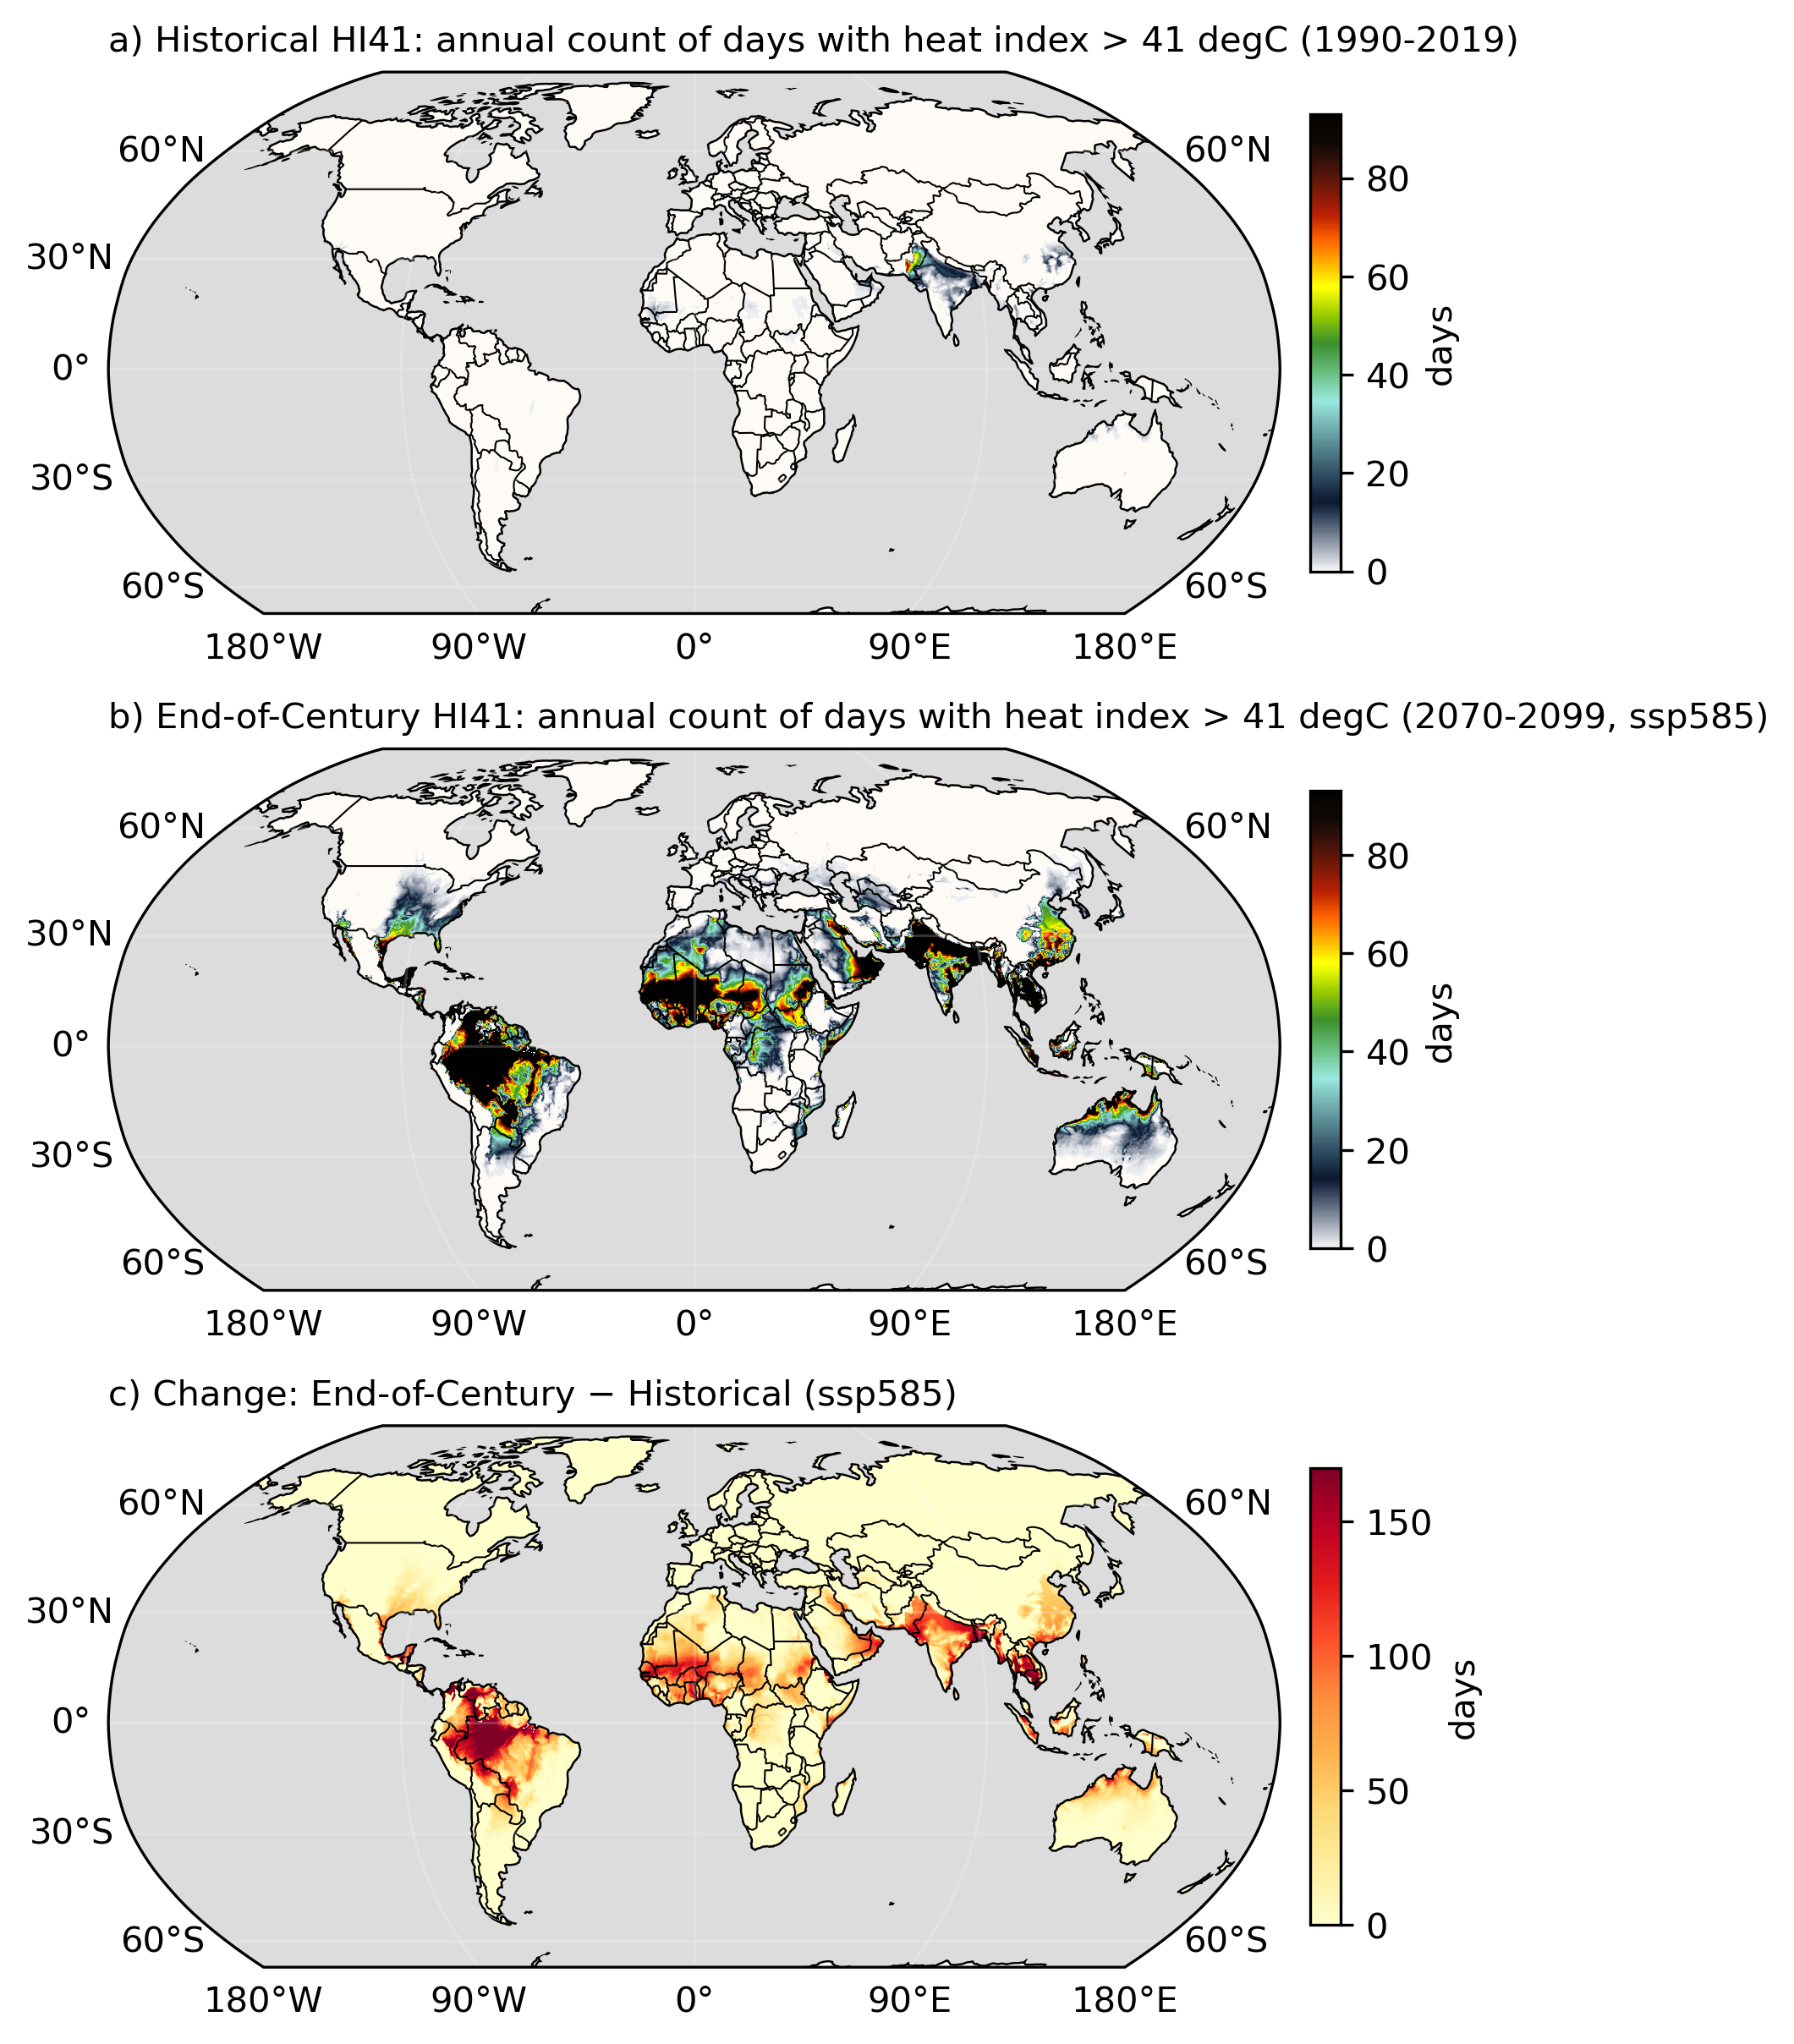 a) Historical HI41: annual count of days with heat index > 41 degC (1990-2019)
60°N 60°N
30°N
0°
30°S
60°S 60°S
180°W 90°W 0° 90°E 180°E
80
60
40
20
0
days
b) End-of-Century HI41: annual count of days with heat index > 41 degC (2070-2099, ssp585)
60°N 60°N
30°N
0°
30°S
60°S 60°S
180°W 90°W 0° 90°E 180°E
80
60
40
20
0
days
c) Change: End-of-Century − Historical (ssp585)
60°N 60°N
30°N
0°
30°S
60°S 60°S
180°W 90°W 0° 90°E 180°E
150
100
50
0
days